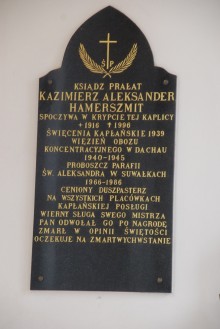 Ś P
KSIĄDZ PRAŁAT
KAZIMIERZ ALEKSANDER
HAMERSZMIT
SPOCZYWA W KRYPCIE TEJ KAPLICY
*1916 †1996
ŚWIĘCENIA KAPŁAŃSKIE 1939
WIĘZIEŃ OBOZU
KONCENTRACYJNEGO W DACHAU
1940-1945
PROBOSZCZ PARAFII
ŚW. ALEKSANDRA W SUWAŁKACH
1966-1986
CENIONY DUSZPASTERZ
NA WSZYSTKICH PLACÓWKACH
KAPŁAŃSKIEJ POSŁUGI
WIERNY SŁUGA SWEGO MISTRZA
PAN ODWOŁAŁ GO PO NAGRODĘ
ZMARŁ W OPINII ŚWIĘTOŚCI
OCZEKUJE NA ZMARTWYCHWSTANIE